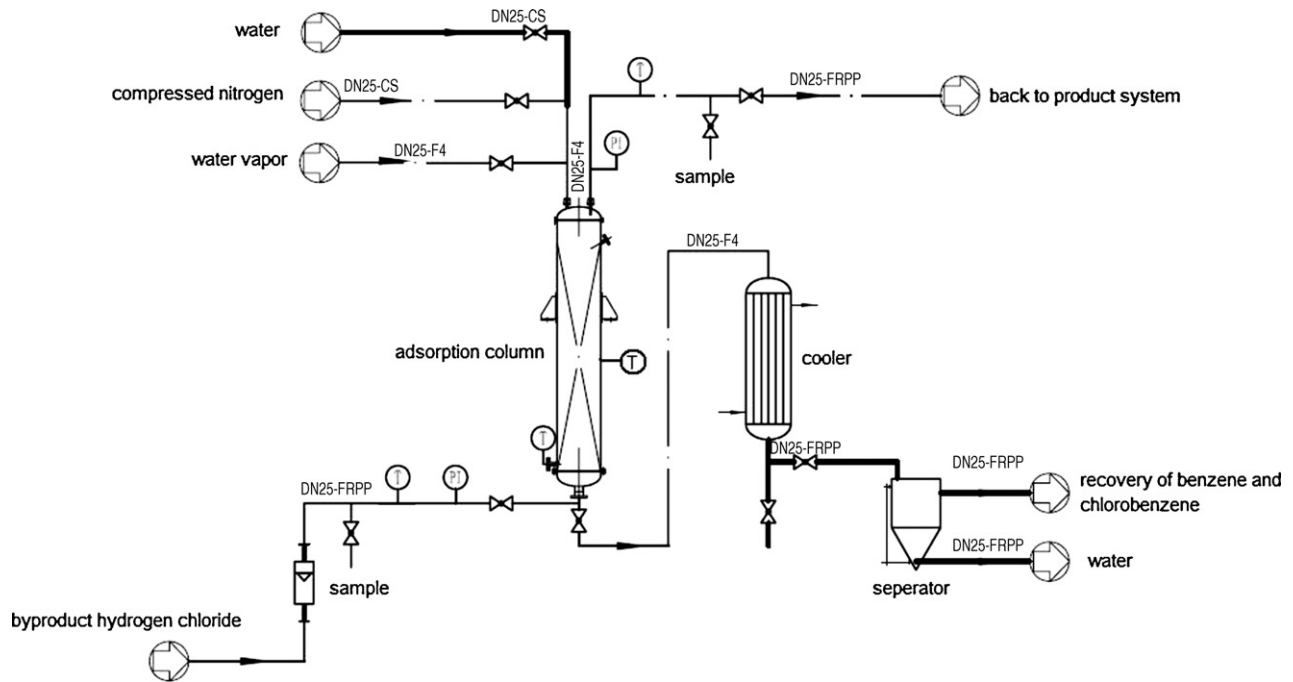 DN25-CS
water
DN25-CS
compressed nitrogen
T
DN25-FRPP
back to product system
water vapor
DN25-F4
DN25-F4
PI
sample
DN25-F4
adsorption column
T
cooler
T
DN25-FRPP
DN25-FRPP
T
PI
DN25-FRPP
recovery of benzene and
chlorobenzene
DN25-FRPP
water
sample
seperator
byproduct hydrogen chloride